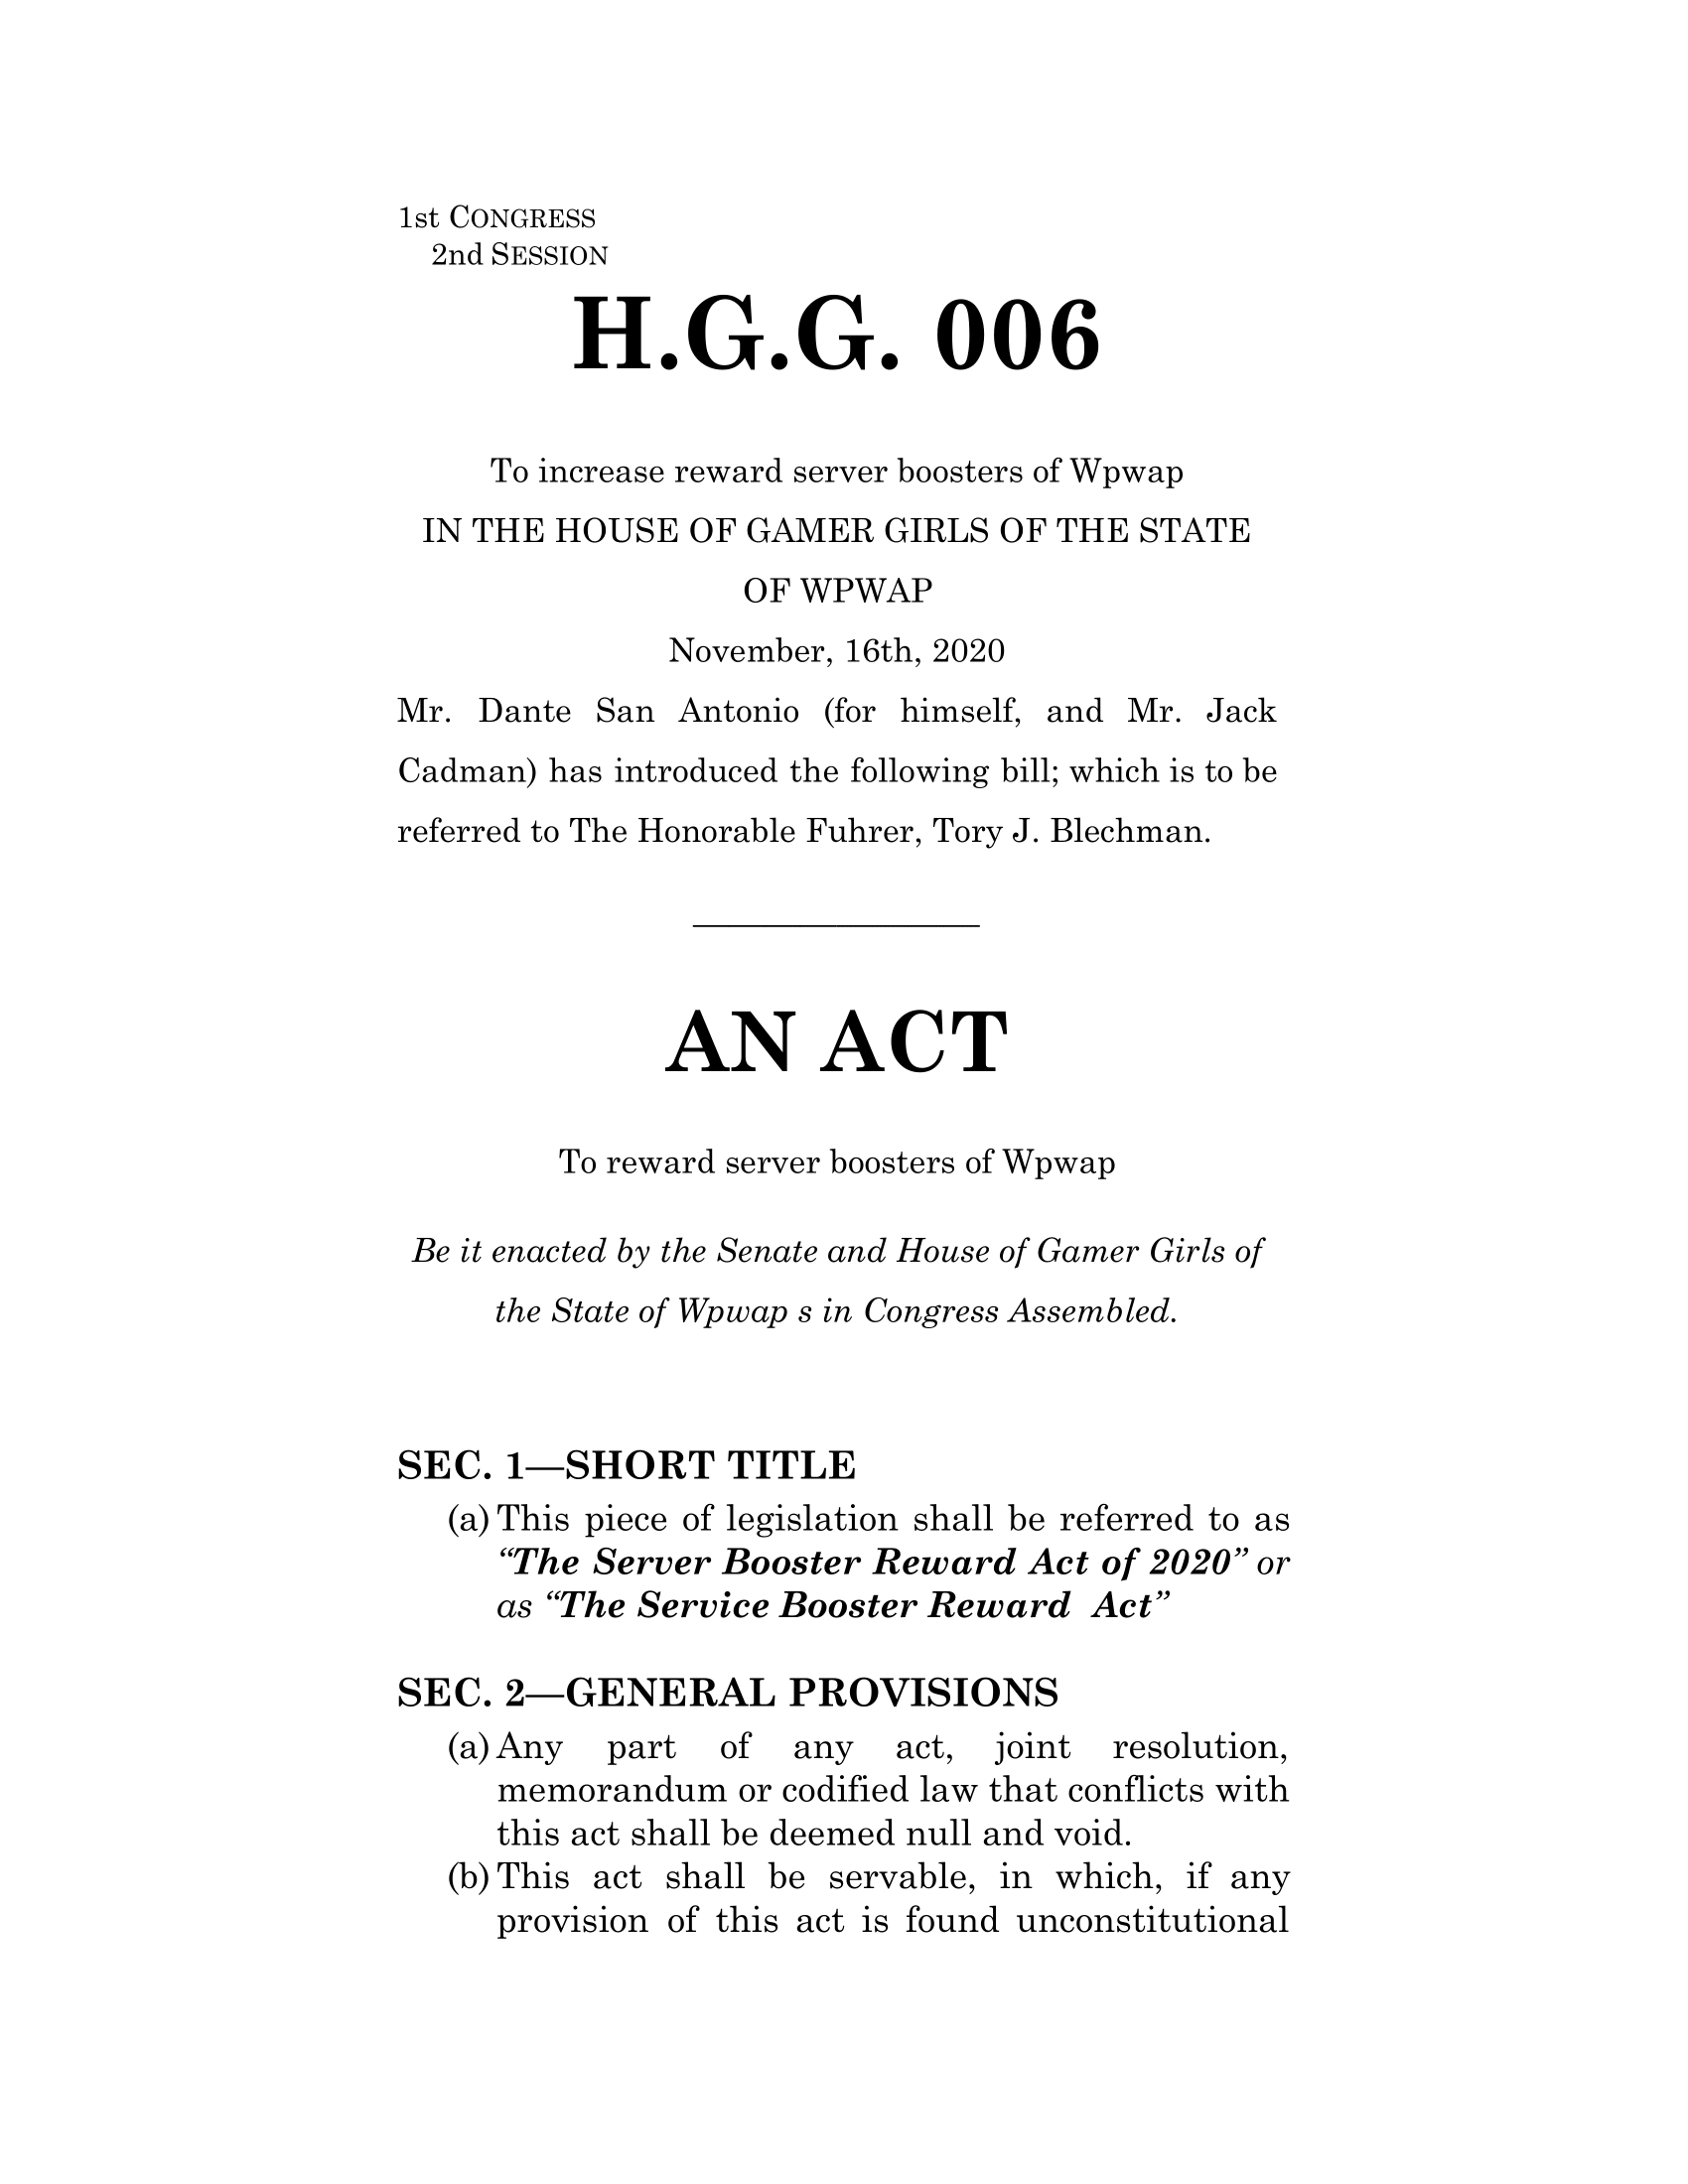 1st CONGRESS
2nd SESSION
H.G.G. 006
To increase reward server boosters of Wpwap
IN THE HOUSE OF GAMER GIRLS OF THE STATE
OF WPWAP
November, 16th, 2020
Mr. Dante San Antonio (for himself, and Mr. Jack
Cadman) has introduced the following bill; which is to be
referred to The Honorable Fuhrer, Tory J. Blechman.
AN ACT
To reward server boosters of Wpwap
Be it enacted by the Senate and House of Gamer Girls of
the State of Wpwap s in Congress Assembled.
SEC. 1—SHORT TITLE
(a) This piece of legislation shall be referred to as
“The Server Booster Reward Act of 2020” or
as “The Service Booster Reward Act”
SEC. 2—GENERAL PROVISIONS
(a) Any part of any act, joint resolution,
memorandum or codified law that conflicts with
this act shall be deemed null and void.
(b) This act shall be servable, in which, if any
provision of this act is found unconstitutional